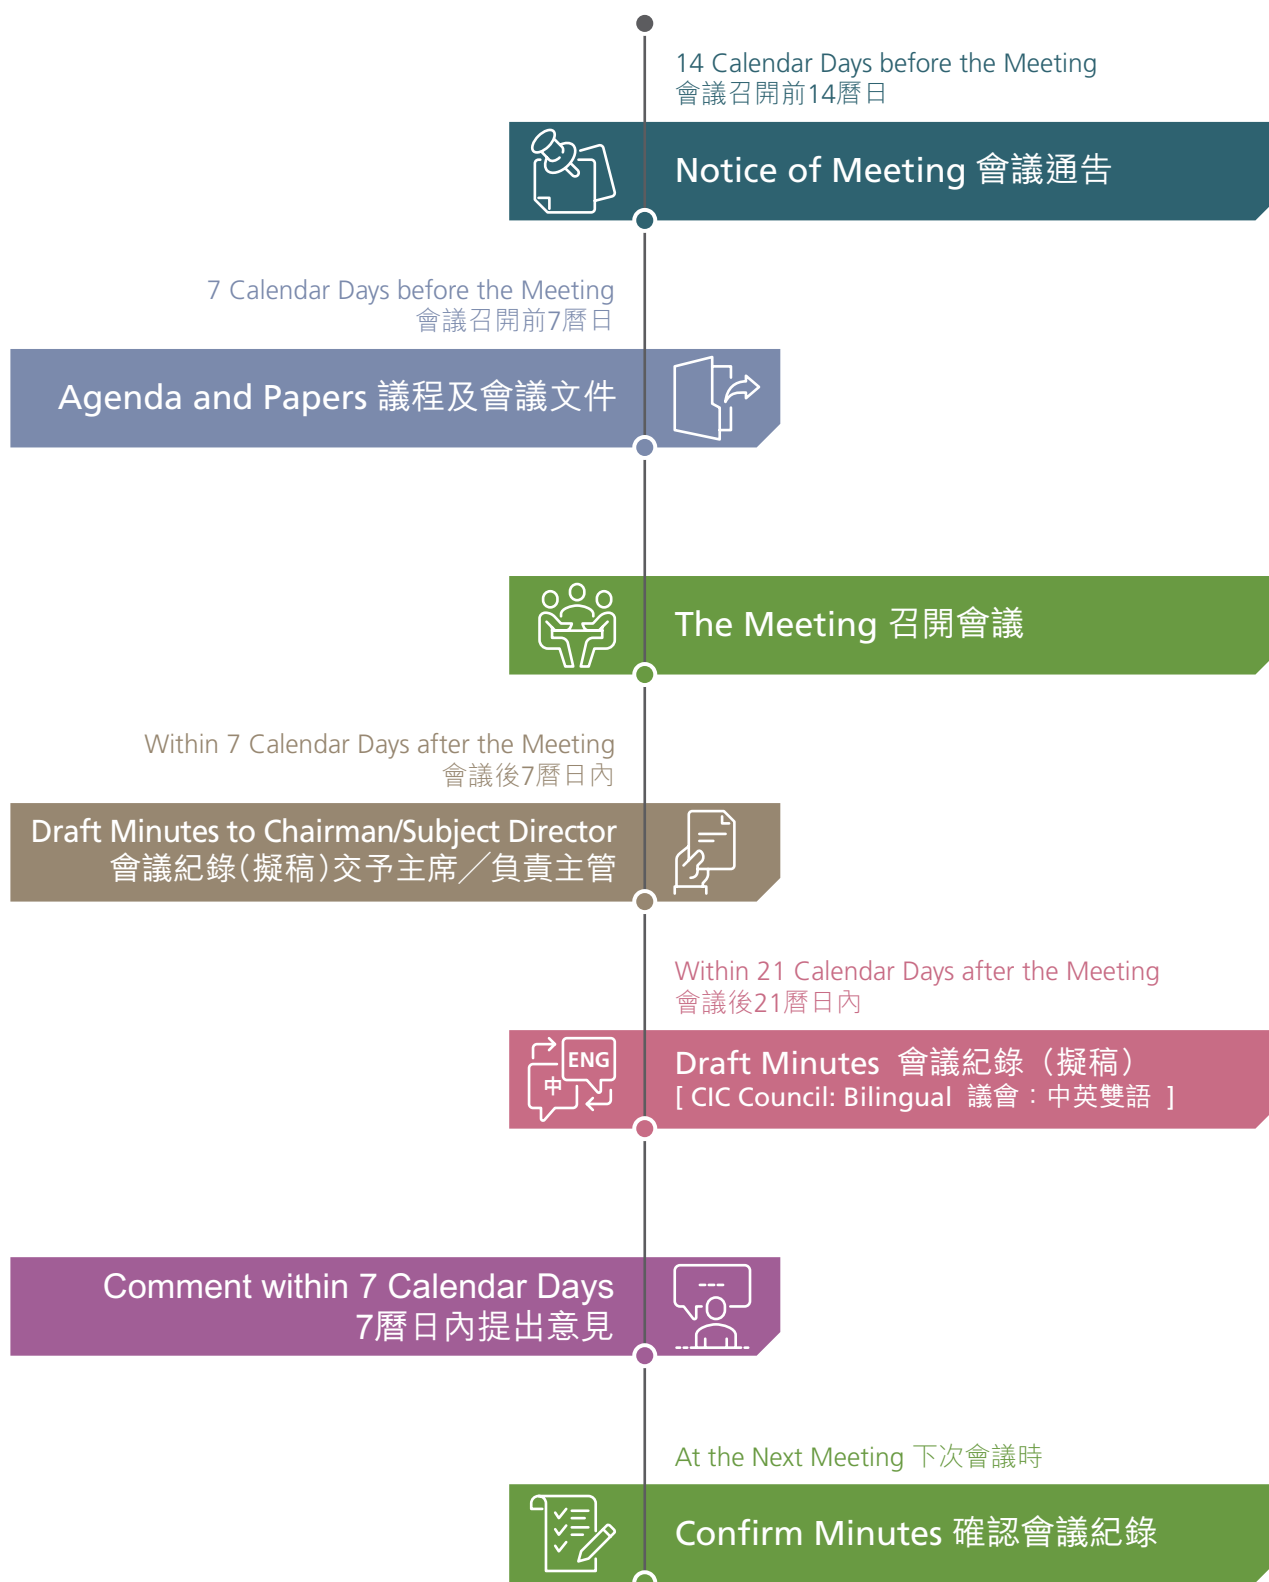 14 Calendar Days before the Meeting
會議召開前14曆日
Notice of Meeting 會議通告
7 Calendar Days before the Meeting
會議召開前7曆日
Agenda and Papers 議程及會議文件
The Meeting 召開會議
Within 7 Calendar Days after the Meeting
會議後7曆日內
Draft Minutes to Chairman/Subject Director
會議紀錄(擬稿)交予主席╱負責主管
Within 21 Calendar Days after the Meeting
會議後21曆日內
ENG
中
Draft Minutes 會議紀錄（擬稿）
[ CIC Council: Bilingual 議會：中英雙語 ]
Comment within 7 Calendar Days
7曆日內提出意見
At the Next Meeting 下次會議時
Confirm Minutes 確認會議紀錄